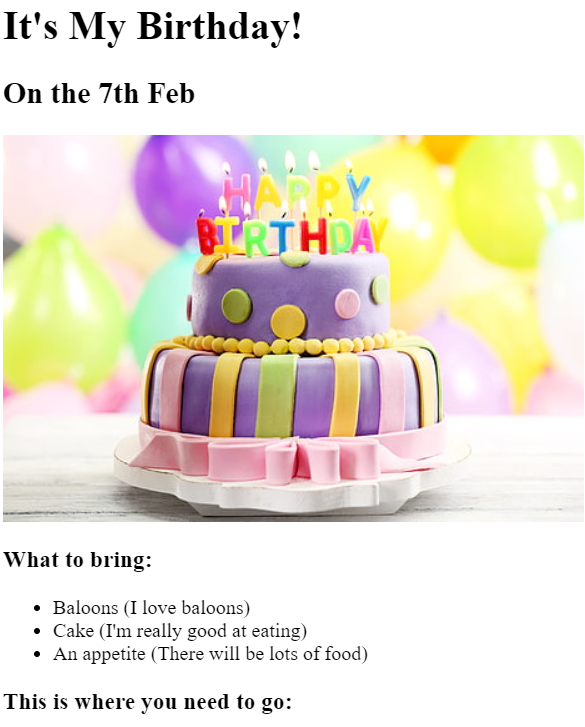 It's My Birthday!
On the 7th Feb
HAPPY
BIRTHDAY
What to bring:
Baloons (I love baloons)
Cake (I'm really good at eating)
An appetite (There will be lots of food)
This is where you need to go: